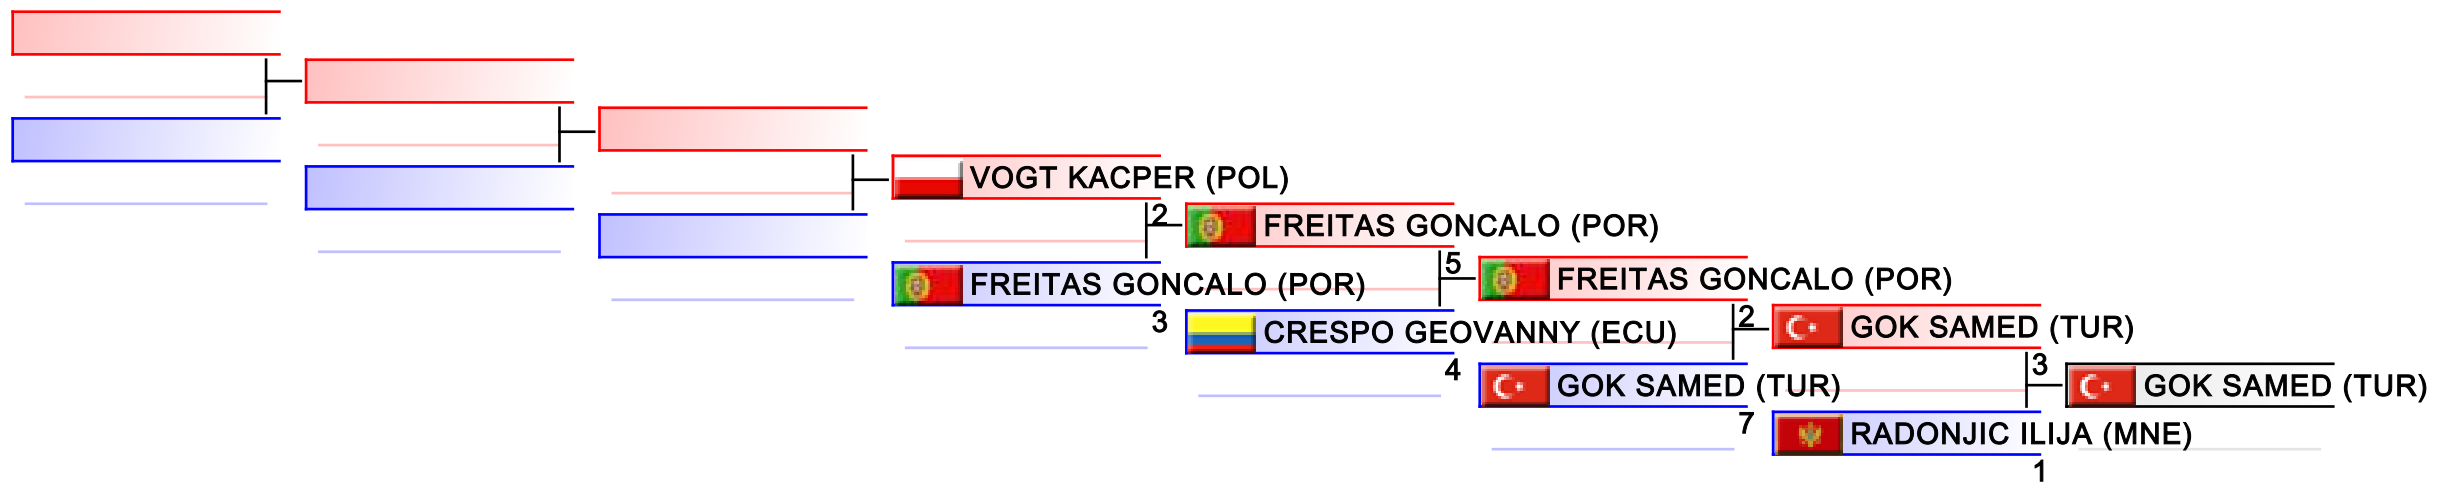 VOGT KACPER (POL)
2
FREITAS GONCALO (POR)
FREITAS GONCALO (POR)
3
5
CRESPO GEOVANNY (ECU)
4
FREITAS GONCALO (POR)
2
GOK SAMED (TUR)
7
GOK SAMED (TUR)
3
RADONJIC ILIJA (MNE)
1
GOK SAMED (TUR)